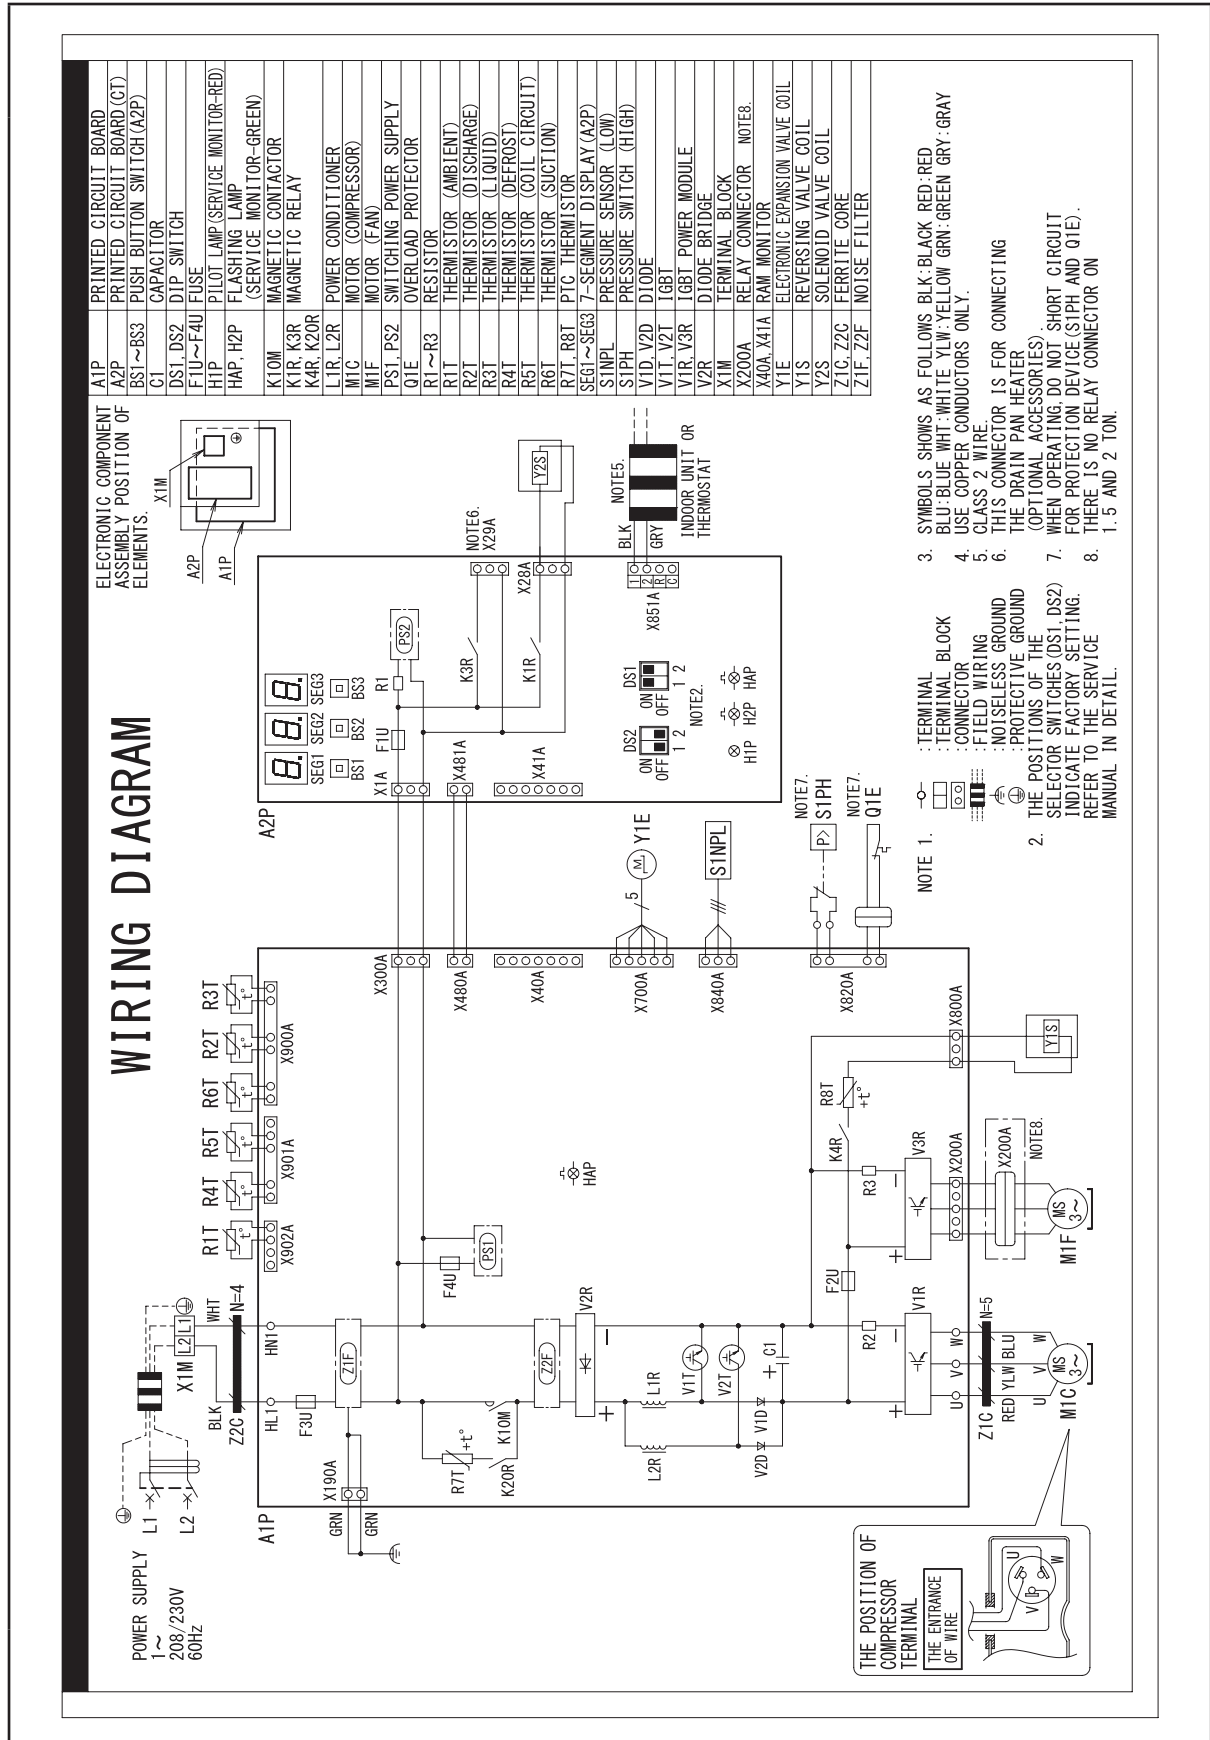 WIRING DIAGRAM
POWER SUPPLY
1~
208/230V
60Hz
L1
L2
X1M
L2 L1
BLK
WHT
Z2C
N=4
HL1
HN1
A1P
F3U
Z1F
X190A
GRN
GRN
R7T
+t°
K10M
K20R
F4U
PS1
Z2F
V2R
+
−
L1R
L2R
V1T
V2T
V2D
V1D
+
C1
R2
F2U
V1R
+
−
U
V
W
Z1C
N=5
RED
YLW
BLU
U
V
W
MS
3~
M1C
R1T
t°
R4T
t°
R5T
t°
R6T
t°
R2T
t°
R3T
t°
X902A
X901A
X900A
HAP
K4R
R8T
+t°
R3
V3R
+
−
X200A
X200A
NOTE8.
MS
3~
M1F
X800A
Y1S
X300A
X480A
X40A
X700A
X840A
X820A
5
M
Y1E
S1NPL
NOTE7.
S1PH
P>
NOTE7.
Q1E
A2P
SEG1
SEG2
SEG3
BS1
BS2
BS3
X1A
F1U
R1
PS2
X481A
X41A
K3R
K1R
NOTE6.
X29A
X28A
Y2S
DS2
DS1
ON
OFF
1 2
ON
OFF
1 2
NOTE2.
H1P
H2P
HAP
X851A
1
2
R
C
BLK
GRY
NOTE5.
INDOOR UNIT OR
THERMOSTAT
ELECTRONIC COMPONENT
ASSEMBLY POSITION OF
ELEMENTS.
A2P
A1P
X1M
THE POSITION OF
COMPRESSOR
TERMINAL
THE ENTRANCE
OF WIRE
U
V
W
A1P PRINTED CIRCUIT BOARD
A2P PRINTED CIRCUIT BOARD(CT)
BS1~BS3 PUSH BUTTON SWITCH(A2P)
C1 CAPACITOR
DS1,DS2 DIP SWITCH
F1U~F4U FUSE
H1P PILOT LAMP(SERVICE MONITOR-RED)
HAP,H2P FLASHING LAMP
(SERVICE MONITOR-GREEN)
K10M MAGNETIC CONTACTOR
K1R,K3R MAGNETIC RELAY
K4R,K20R
L1R,L2R POWER CONDITIONER
M1C MOTOR (COMPRESSOR)
M1F MOTOR (FAN)
PS1,PS2 SWITCHING POWER SUPPLY
Q1E OVERLOAD PROTECTOR
R1~R3 RESISTOR
R1T THERMISTOR (AMBIENT)
R2T THERMISTOR (DISCHARGE)
R3T THERMISTOR (LIQUID)
R4T THERMISTOR (DEFROST)
R5T THERMISTOR (COIL CIRCUIT)
R6T THERMISTOR (SUCTION)
R7T,R8T PTC THERMISTOR
SEG1~SEG3 7-SEGMENT DISPLAY(A2P)
S1NPL PRESSURE SENSOR (LOW)
S1PH PRESSURE SWITCH (HIGH)
V1D,V2D DIODE
V1T,V2T IGBT
V1R,V3R IGBT POWER MODULE
V2R DIODE BRIDGE
X1M TERMINAL BLOCK
X200A RELAY CONNECTOR NOTE8.
X40A,X41A RAM MONITOR
Y1E ELECTRONIC EXPANSION VALVE COIL
Y1S REVERSING VALVE COIL
Y2S SOLENOID VALVE COIL
Z1C,Z2C FERRITE CORE
Z1F,Z2F NOISE FILTER
NOTE 1.
:TERMINAL
:TERMINAL BLOCK
:CONNECTOR
:FIELD WIRING
:NOISELESS GROUND
:PROTECTIVE GROUND
2. THE POSITIONS OF THE
SELECTOR SWITCHES(DS1,DS2)
INDICATE FACTORY SETTING.
REFER TO THE SERVICE
MANUAL IN DETAIL.
3. SYMBOLS SHOWS AS FOLLOWS BLK:BLACK RED:RED
BLU:BLUE WHT:WHITE YLW:YELLOW GRN:GREEN GRY:GRAY
4. USE COPPER CONDUCTORS ONLY.
5. CLASS 2 WIRE.
6. THIS CONNECTOR IS FOR CONNECTING
THE DRAIN PAN HEATER
(OPTIONAL ACCESSORIES).
7. WHEN OPERATING,DO NOT SHORT CIRCUIT
FOR PROTECTION DEVICE(S1PH AND Q1E).
8. THERE IS NO RELAY CONNECTOR ON
1.5 AND 2 TON.